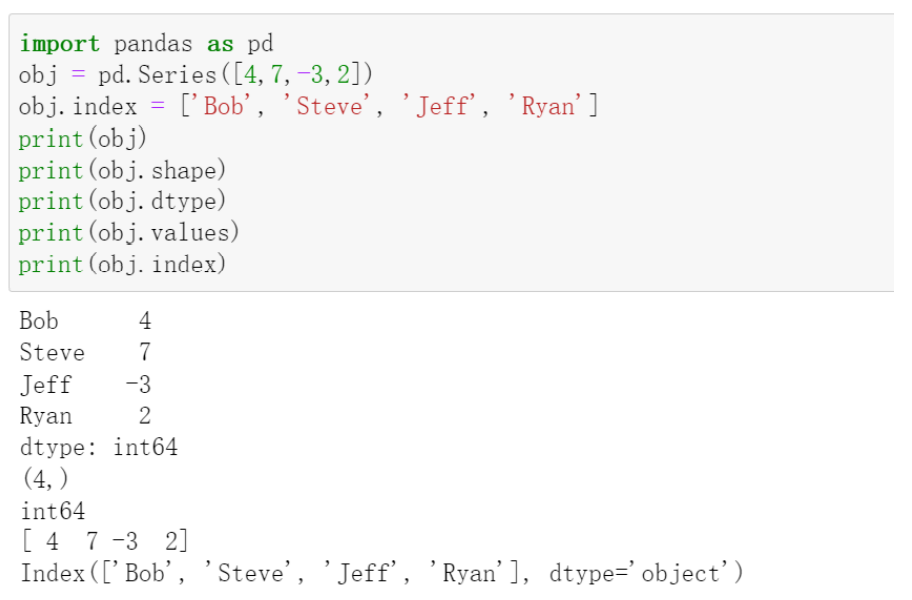 import pandas as pd
obj = pd.Series([4,7,-3,2])
obj.index = ['Bob', 'Steve', 'Jeff', 'Ryan']
print(obj)
print(obj.shape)
print(obj.dtype)
print(obj.values)
print(obj.index)
Bob      4
Steve    7
Jeff    -3
Ryan     2
dtype: int64
(4,)
int64
[ 4  7 -3  2]
Index(['Bob', 'Steve', 'Jeff', 'Ryan'], dtype='object')